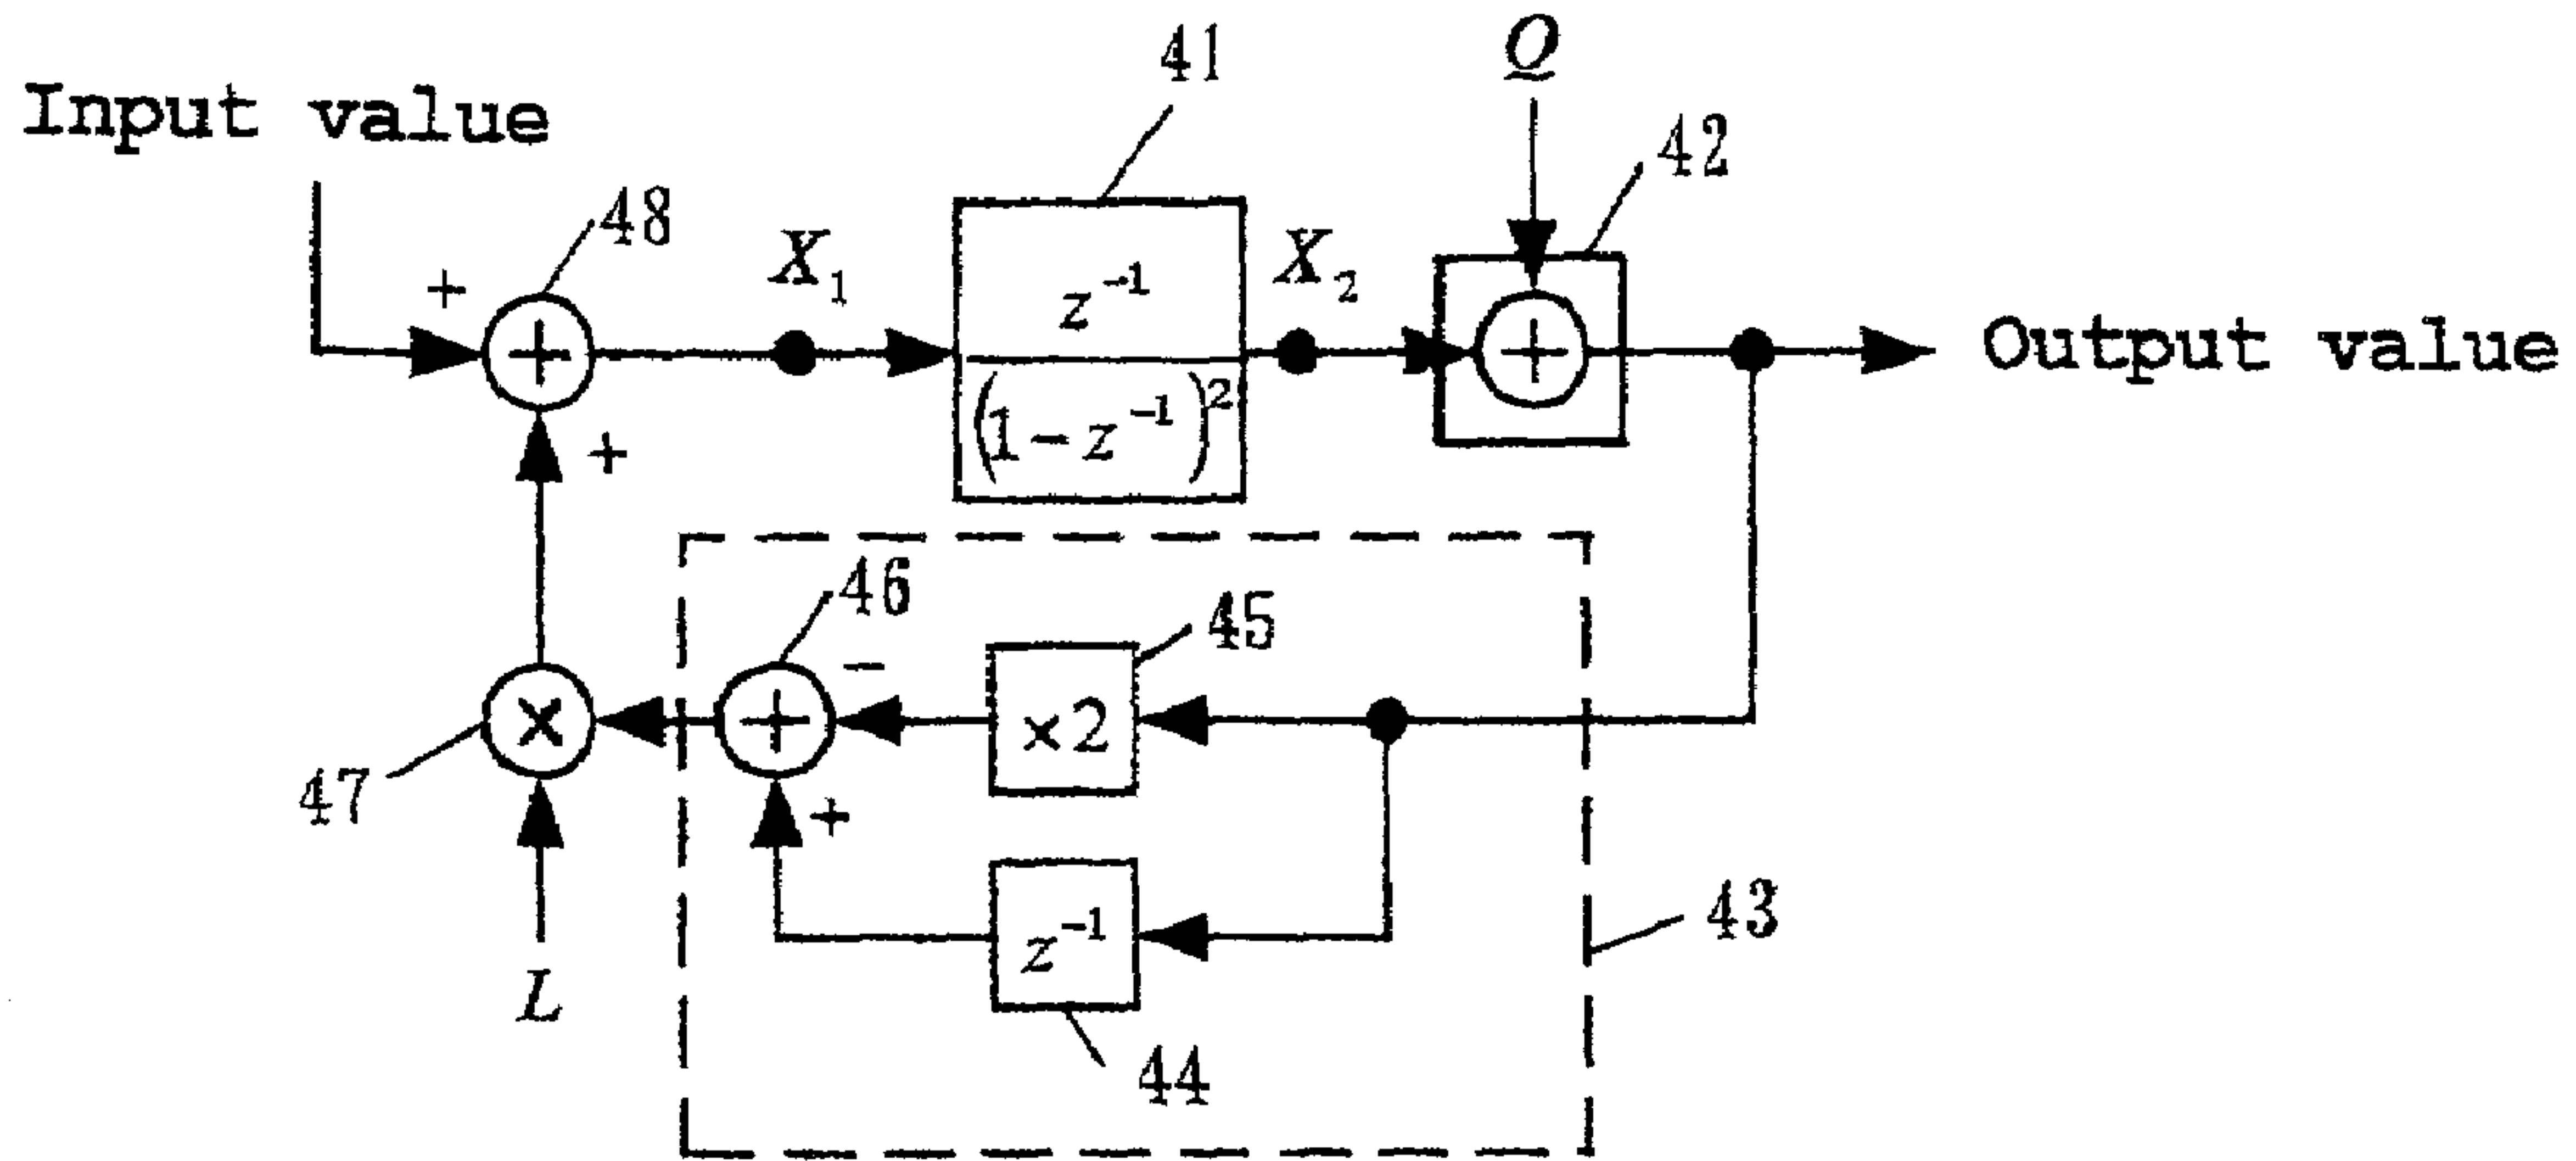 Input value
41
Q
42
48
+
X₁
z⁻¹
(1 − z⁻¹)²
X₂
+
Output value
+
+
46
−
45
×2
×
+
47
+
z⁻¹
43
L
44